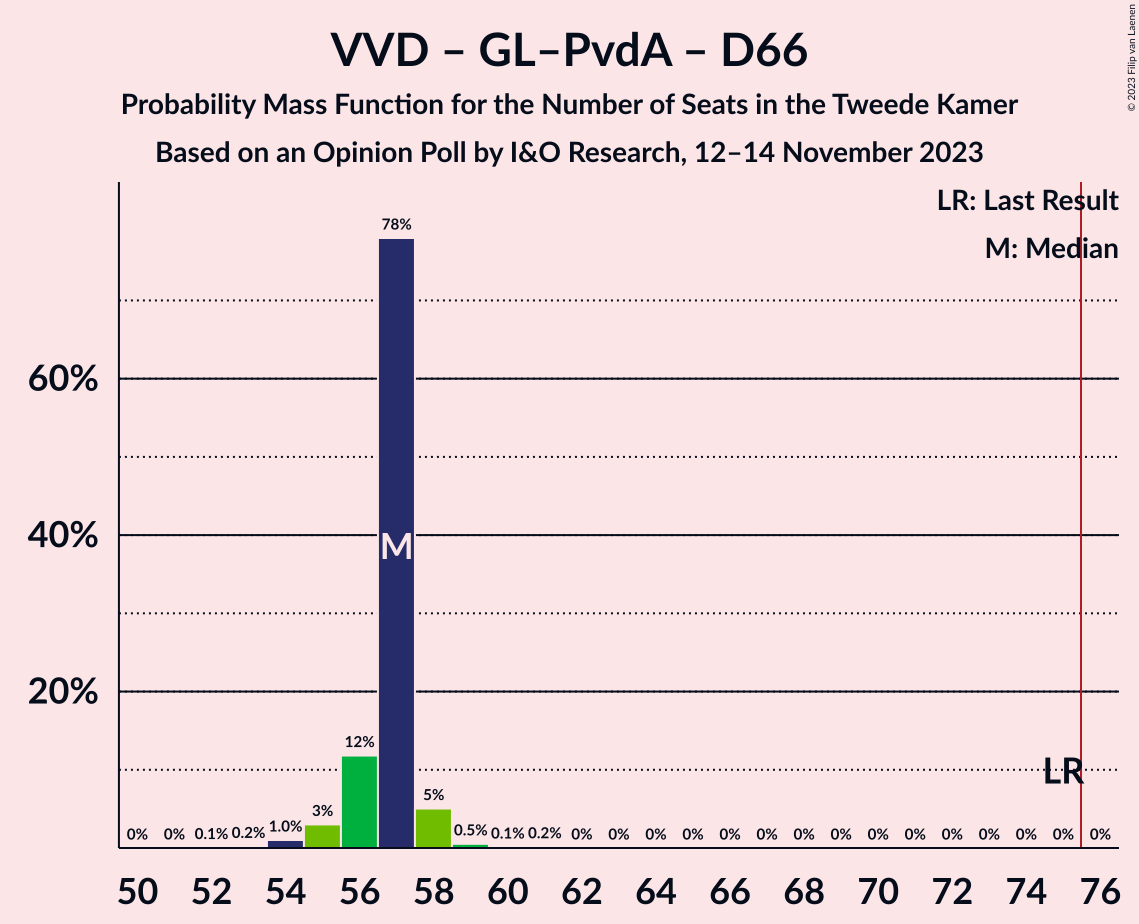 VVD – GL–PvdA – D66
Probability Mass Function for the Number of Seats in the Tweede Kamer
Based on an Opinion Poll by I&O Research, 12–14 November 2023
© 2023 Filip van Laenen
LR: Last Result
M: Median
78%
60%
40%
M
20%
12%
LR
5%
3%
0% 0% 0.1% 0.2% 1.0% 0.5% 0.1% 0.2% 0% 0% 0% 0% 0% 0% 0% 0% 0% 0% 0% 0% 0% 0% 0%
50 52 54 56 58 60 62 64 66 68 70 72 74 76